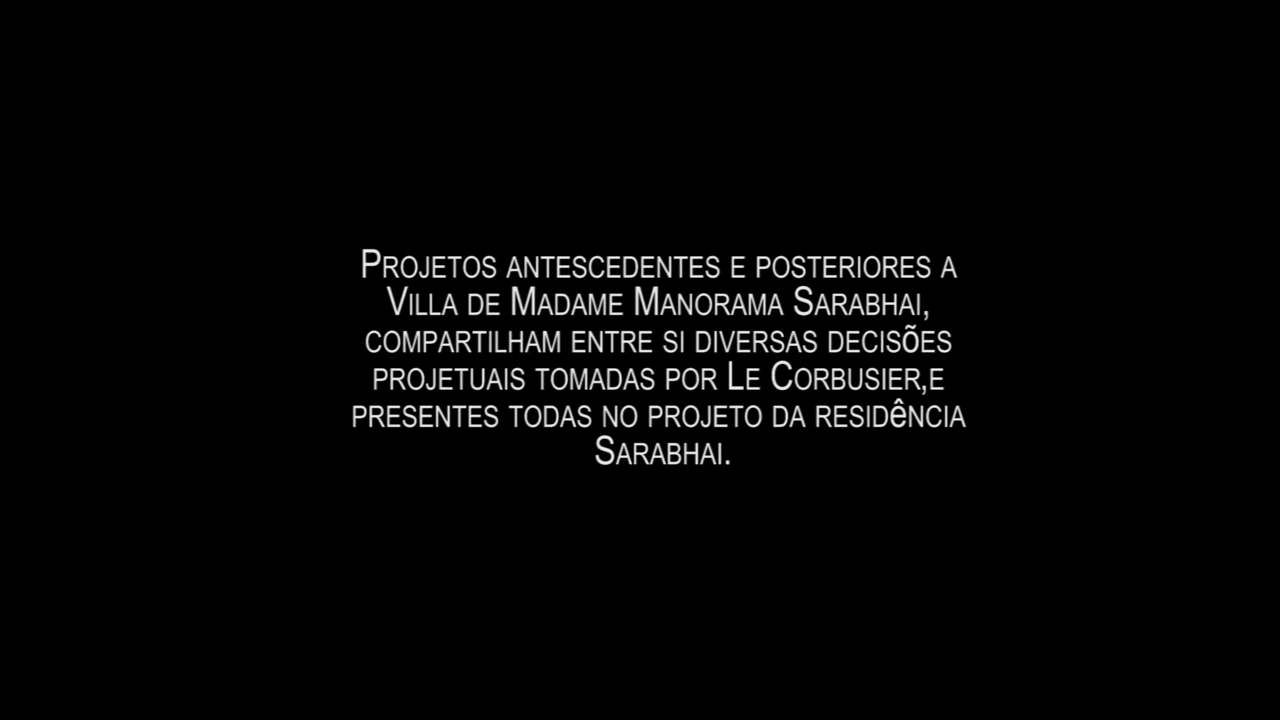 Projetos antescedentes e posteriores a
Villa de Madame Manorama Sarabhai,
compartilham entre si diversas decisões
projetuais tomadas por Le Corbusier,e
presentes todas no projeto da residência
Sarabhai.